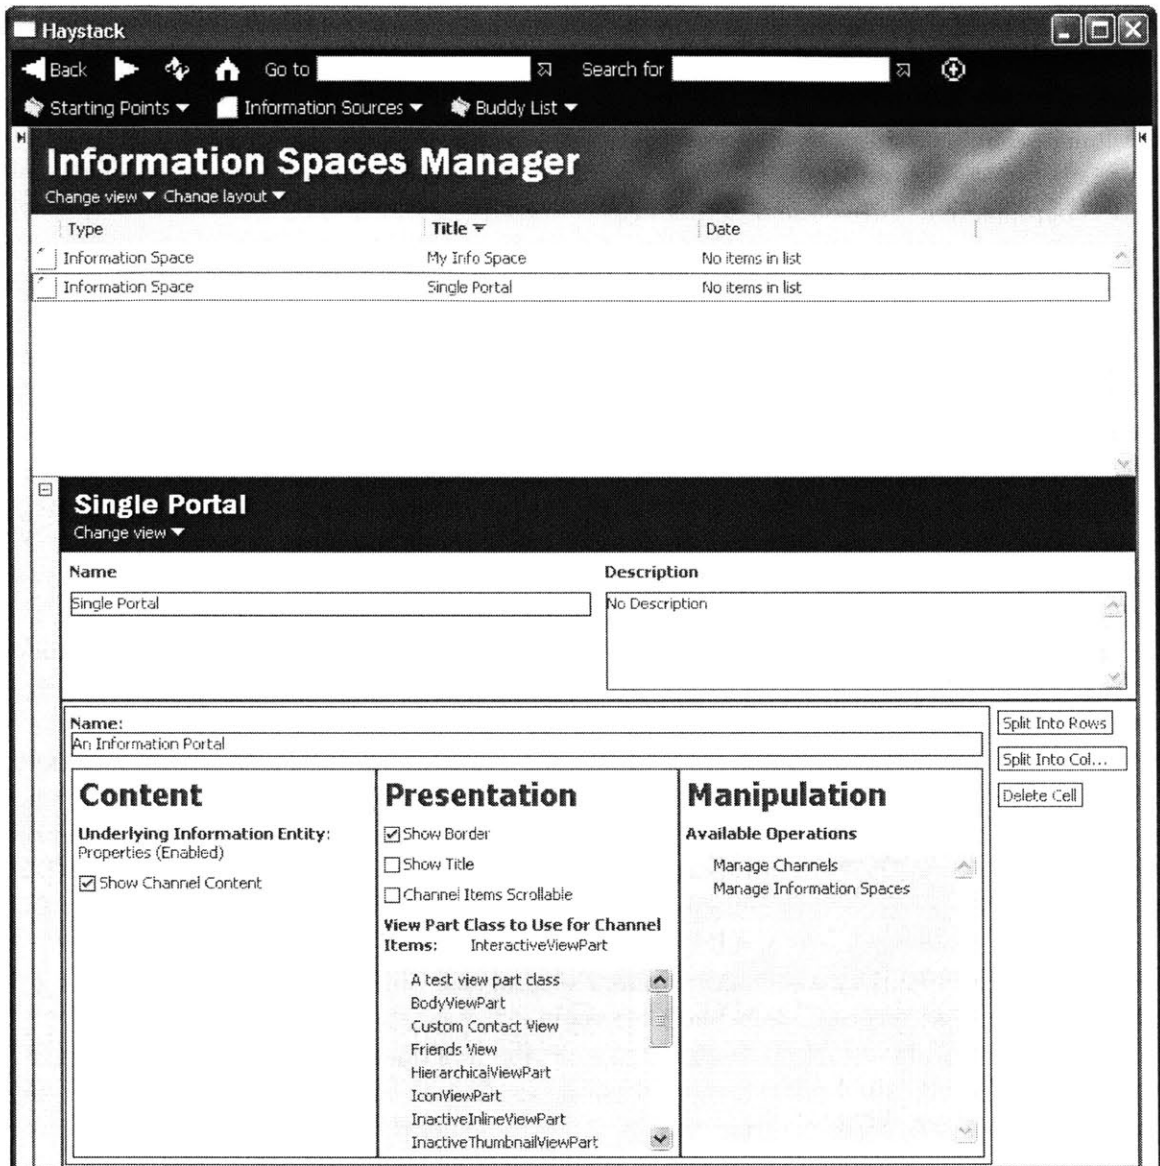 Haystack
Back Go to Search for
Starting Points Information Sources Buddy List
Information Spaces Manager
Change view Change layout
Type Title Date
Information Space My Info Space No items in list
Information Space Single Portal No items in list
Single Portal
Change view
Name Description
Single Portal No Description
Name:
An Information Portal
Split Into Rows
Split Into Col...
Delete Cell
Content
Underlying Information Entity:
Properties (Enabled)
Show Channel Content
Presentation
Show Border
Show Title
Channel Items Scrollable
View Part Class to Use for Channel
Items: InteractiveViewPart
A test view part class
BodyViewPart
Custom Contact View
Friends View
HierarchicalViewPart
IconViewPart
InactiveInlineViewPart
InactiveThumbnailViewPart
Manipulation
Available Operations
Manage Channels
Manage Information Spaces